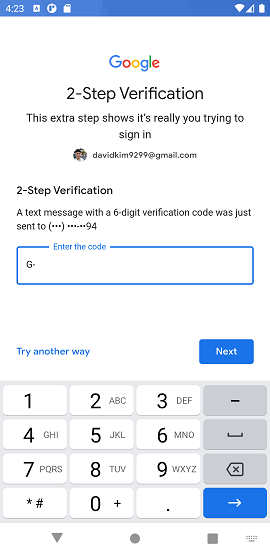 4:23
Google
2-Step Verification
This extra step shows it's really you trying to
sign in
davidkim9299@gmail.com
2-Step Verification
A text message with a 6-digit verification code was just
sent to (•••) •••-••94
Enter the code
G-
Try another way
Next
1
2 ABC
3 DEF
–
4 GHI
5 JKL
6 MNO
7 PQRS
8 TUV
9 WXYZ
* #
0 +
.